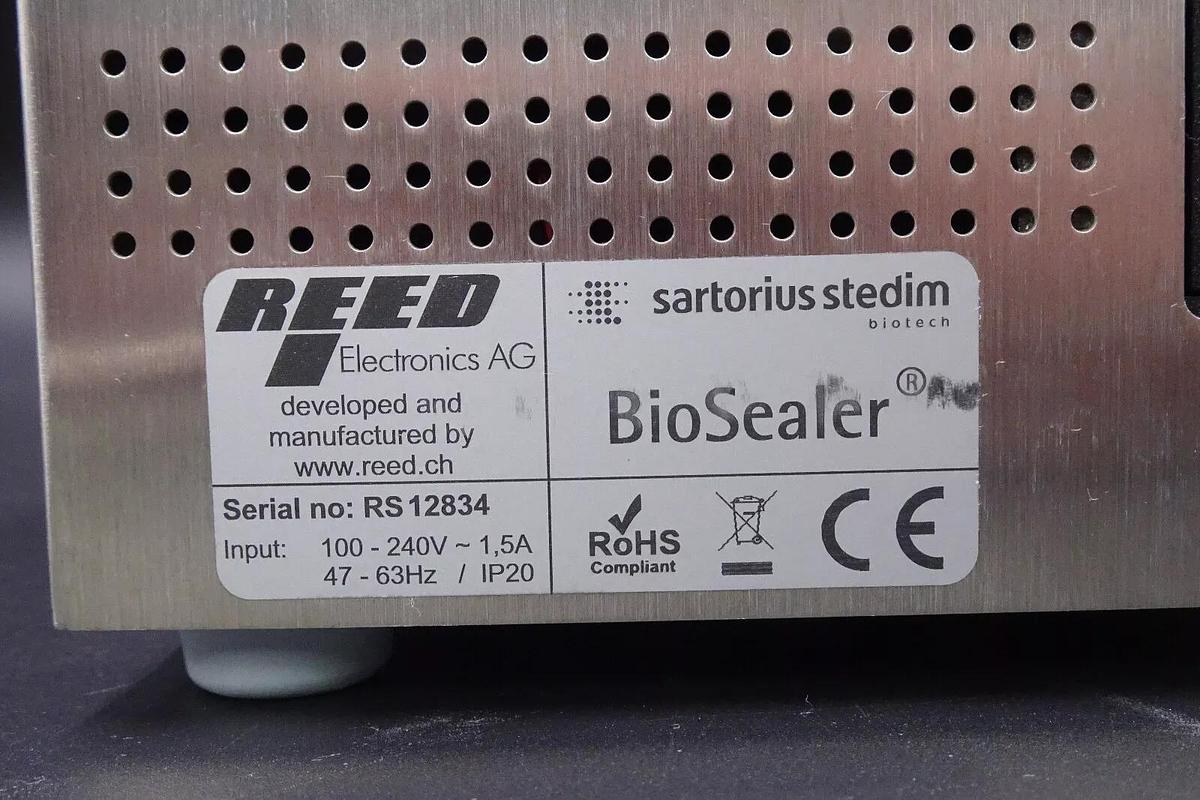 REED
Electronics AG
developed and
manufactured by
www.reed.ch
sartorius stedim
biotech
BioSealer®
Serial no: RS 12834
Input: 100 - 240V ~ 1,5A
47 - 63Hz / IP20
RoHS
Compliant
CE